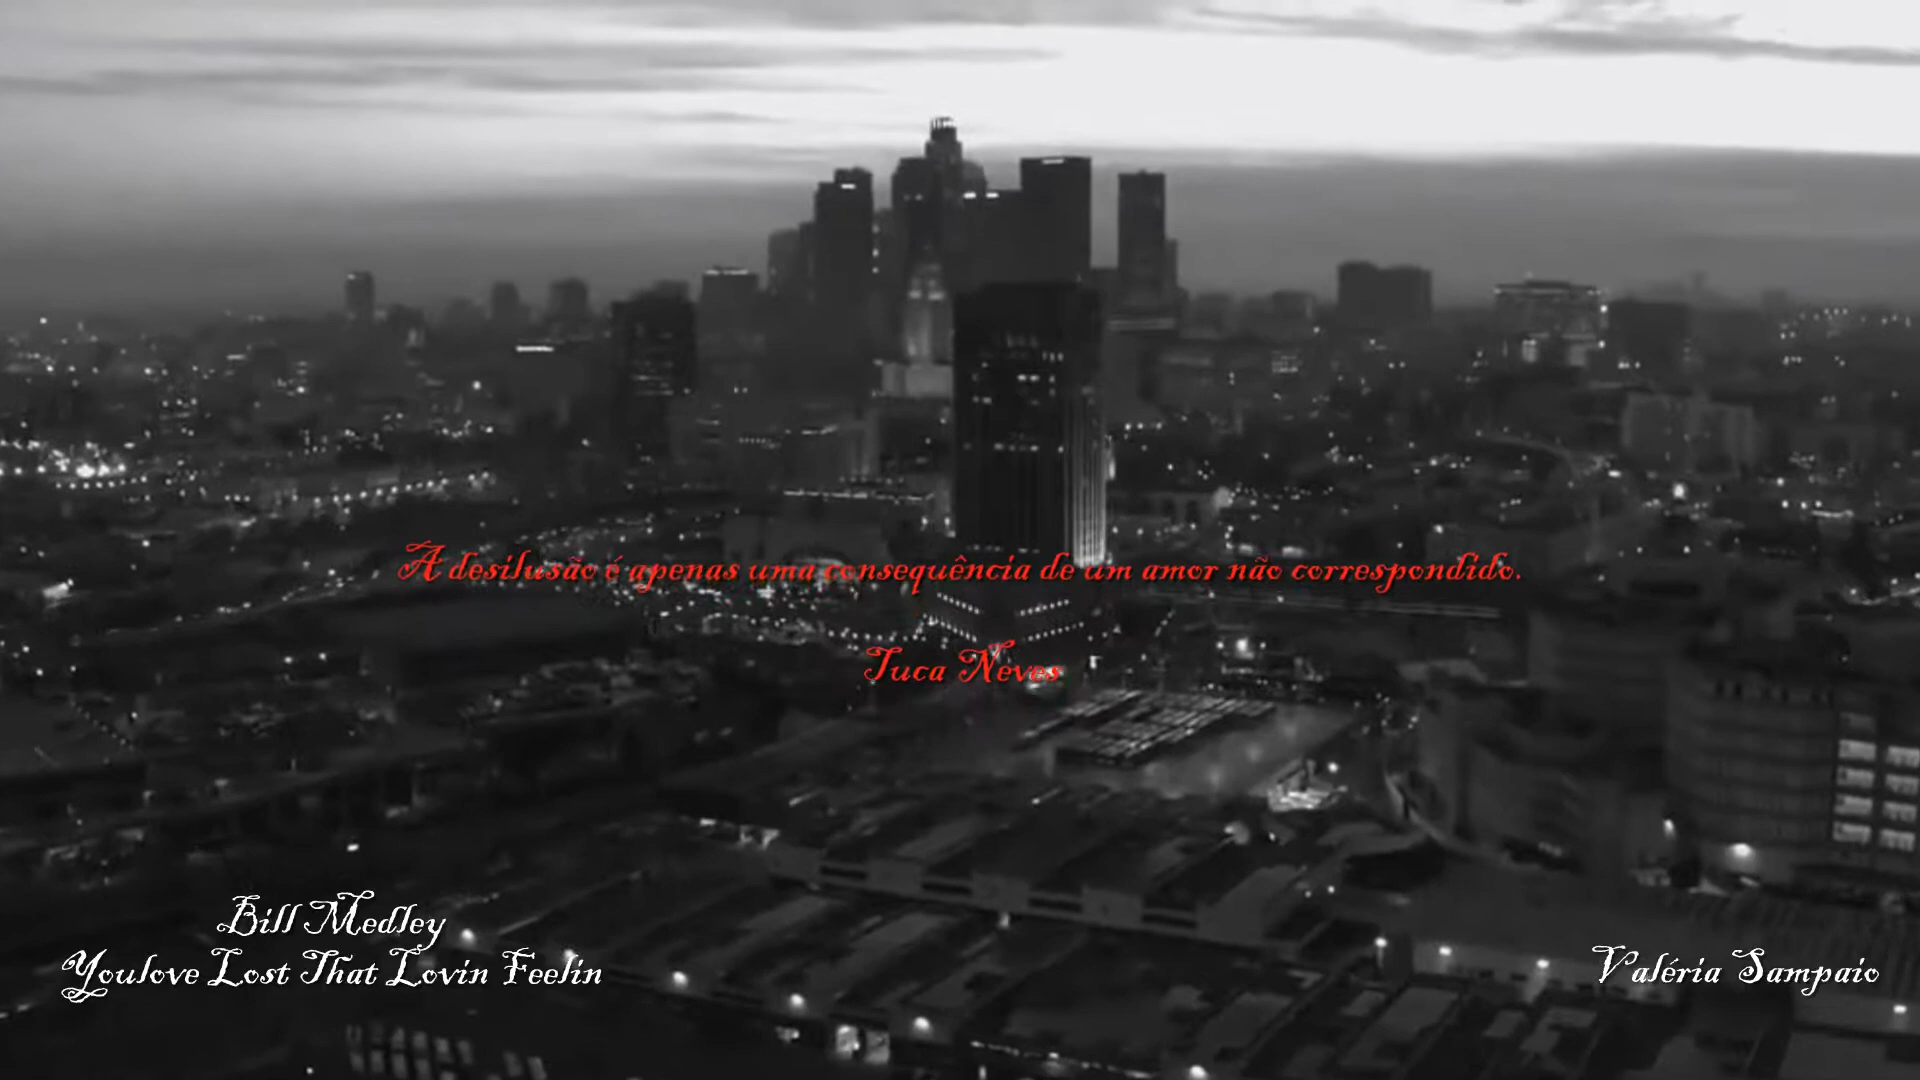 A desilusão é apenas uma consequência de um amor não correspondido.
Tuca Neves
Bill Medley
Youlove Lost That Lovin Feelin
Valéria Sampaio